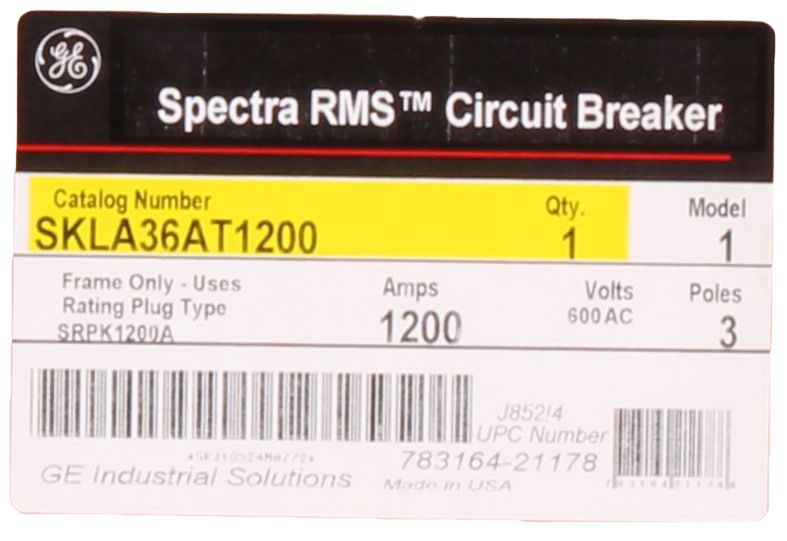 GE
Spectra RMS™ Circuit Breaker
Catalog Number Qty. Model
SKLA36AT1200 1 1
Frame Only - Uses Amps Volts Poles
Rating Plug Type 1200 600 AC 3
SRPK1200A
UPC Number
783164-21178
GE Industrial Solutions Made in USA